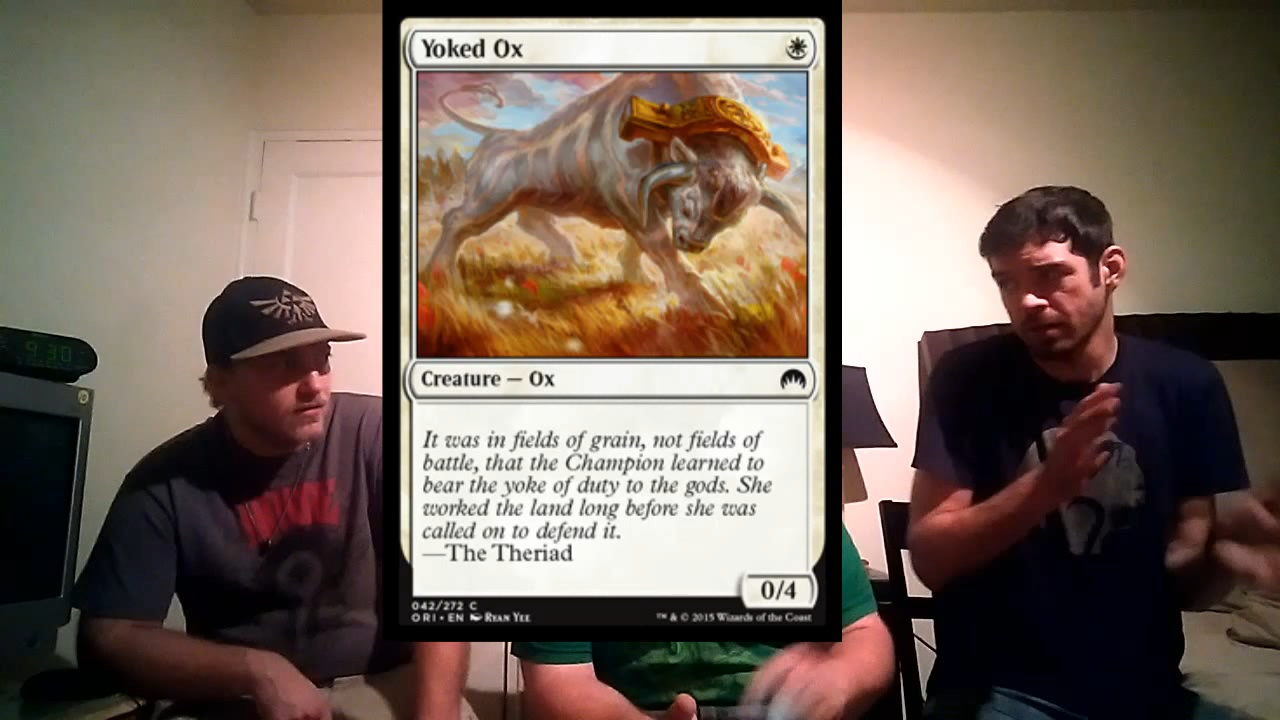 Yoked Ox
Creature — Ox
It was in fields of grain, not fields of
battle, that the Champion learned to
bear the yoke of duty to the gods. She
worked the land long before she was
called on to defend it.
—The Theriad
0/4
042/272 C
ORI • EN Ryan Yee
™ & © 2015 Wizards of the Coast
9:30